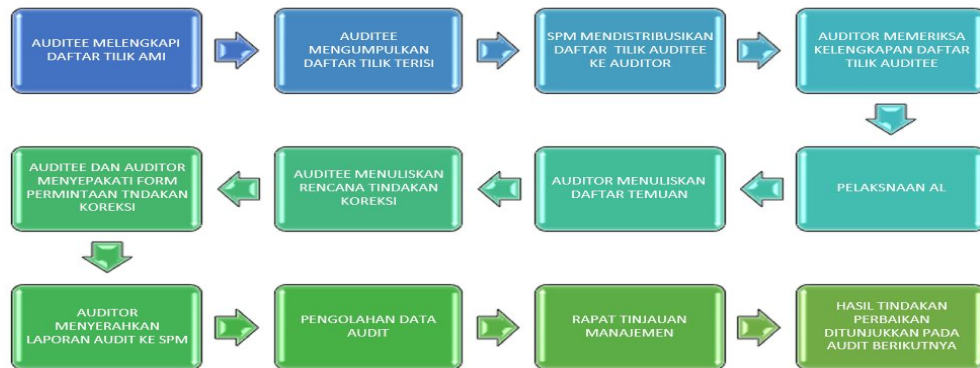 AUDITEE MELENGKAPI
DAFTAR TILIK AMI
AUDITEE
MENGUMPULKAN
DAFTAR TILIK TERISI
SPM MENDISTRIBUSIKAN
DAFTAR TILIK AUDITEE
KE AUDITOR
AUDITOR MEMERIKSA
KELENGKAPAN DAFTAR
TILIK AUDITEE
PELAKSNAAN AL
AUDITOR MENULISKAN
DAFTAR TEMUAN
AUDITEE MENULISKAN
RENCANA TINDAKAN
KOREKSI
AUDITEE DAN AUDITOR
MENYEPAKATI FORM
PERMINTAAN TNDAKAN
KOREKSI
AUDITOR
MENYERAHKAN
LAPORAN AUDIT KE SPM
PENGOLAHAN DATA
AUDIT
RAPAT TINJAUAN
MANAJEMEN
HASIL TINDAKAN
PERBAIKAN
DITUNJUKKAN PADA
AUDIT BERIKUTNYA